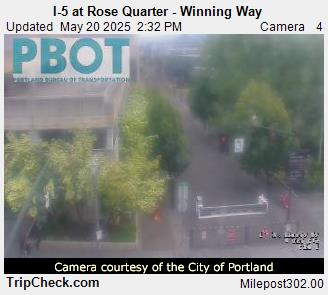 I-5 at Rose Quarter - Winning Way
Updated May 20 2025 2:32 PM Camera 4
PBOT
PORTLAND BUREAU OF TRANSPORTATION
Camera courtesy of the City of Portland
TripCheck.com Milepost302.00